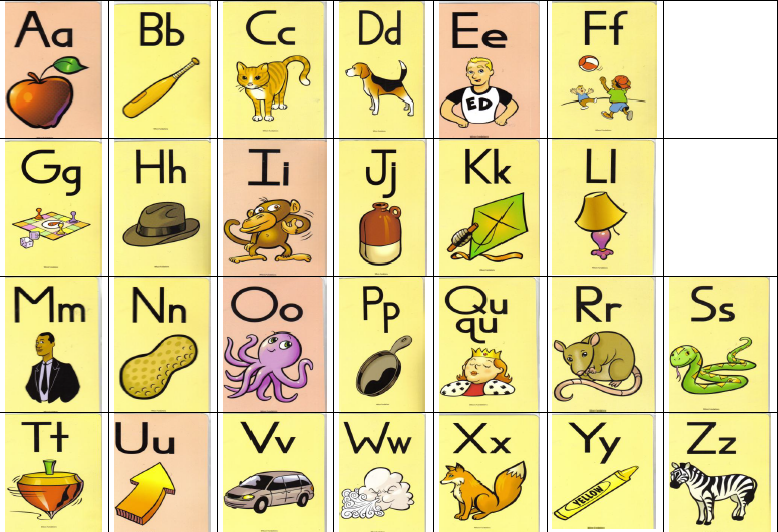 Aa Bb Cc Dd Ee Ff
ED
Gg Hh Ii Jj Kk Ll
Mm Nn Oo Pp Qu Rr Ss
qu
Tt Uu Vv Ww Xx Yy Zz
YELLOW